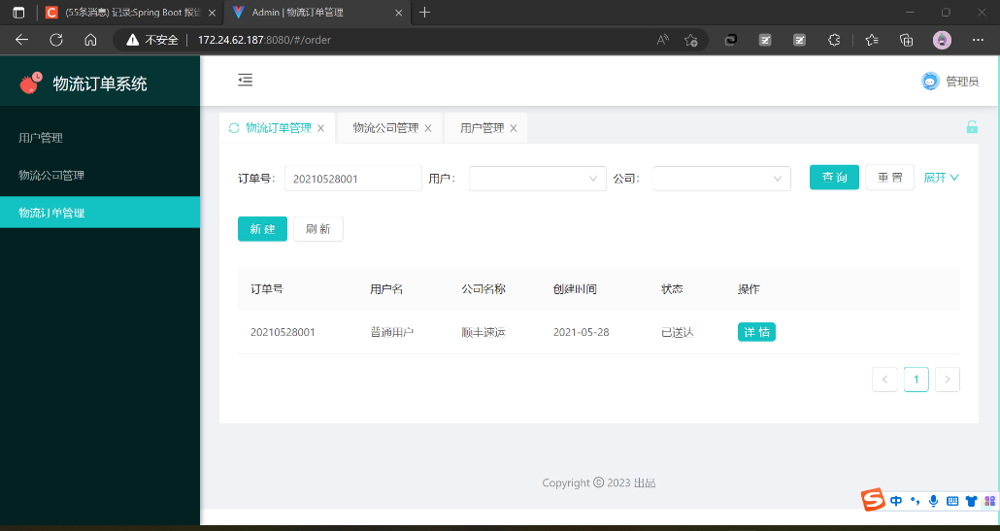 (55条消息) 记录:Spring Boot 报错
Admin | 物流订单管理
不安全 172.24.62.187:8080/#/order
物流订单系统
管理员
用户管理
物流公司管理
物流订单管理
物流订单管理 物流公司管理 用户管理
订单号: 20210528001 用户: 公司: 查 询 重 置 展开
新 建 刷 新
订单号 用户名 公司名称 创建时间 状态 操作
20210528001 普通用户 顺丰速运 2021-05-28 已送达 详 情
1
Copyright © 2023 出品
中